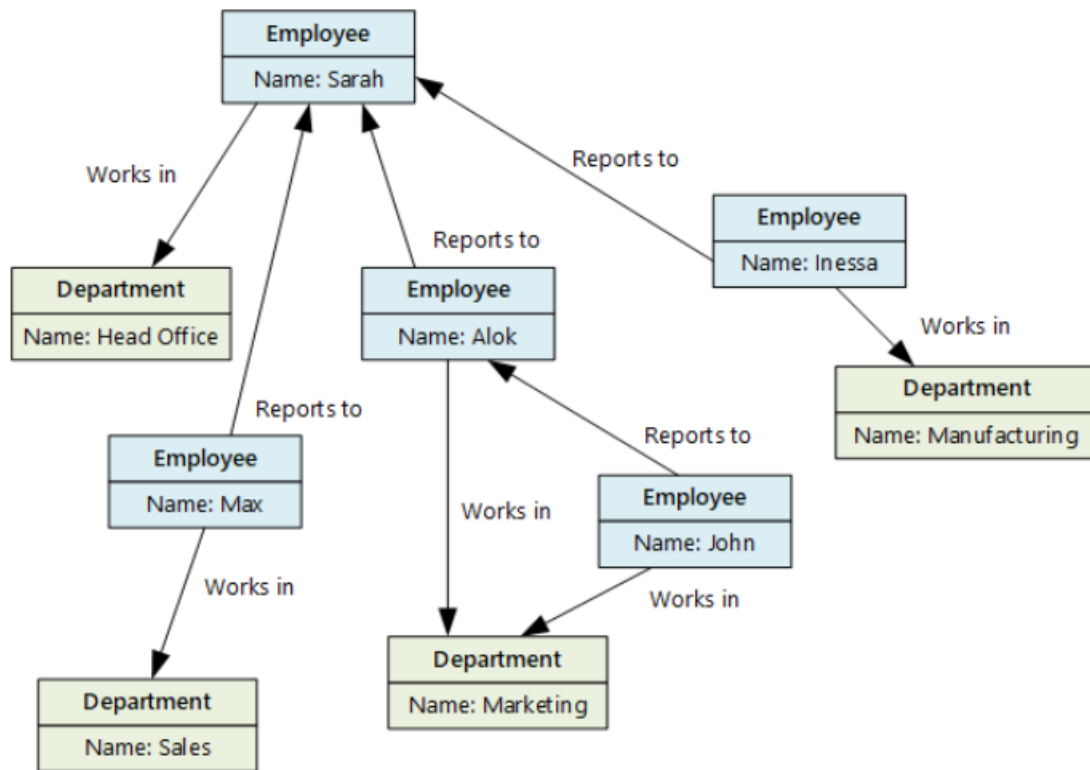 Employee
Name: Sarah
Works in
Reports to
Employee
Name: Inessa
Reports to
Department
Name: Head Office
Employee
Name: Alok
Works in
Department
Name: Manufacturing
Reports to
Employee
Name: Max
Reports to
Employee
Name: John
Works in
Works in
Works in
Department
Name: Marketing
Department
Name: Sales